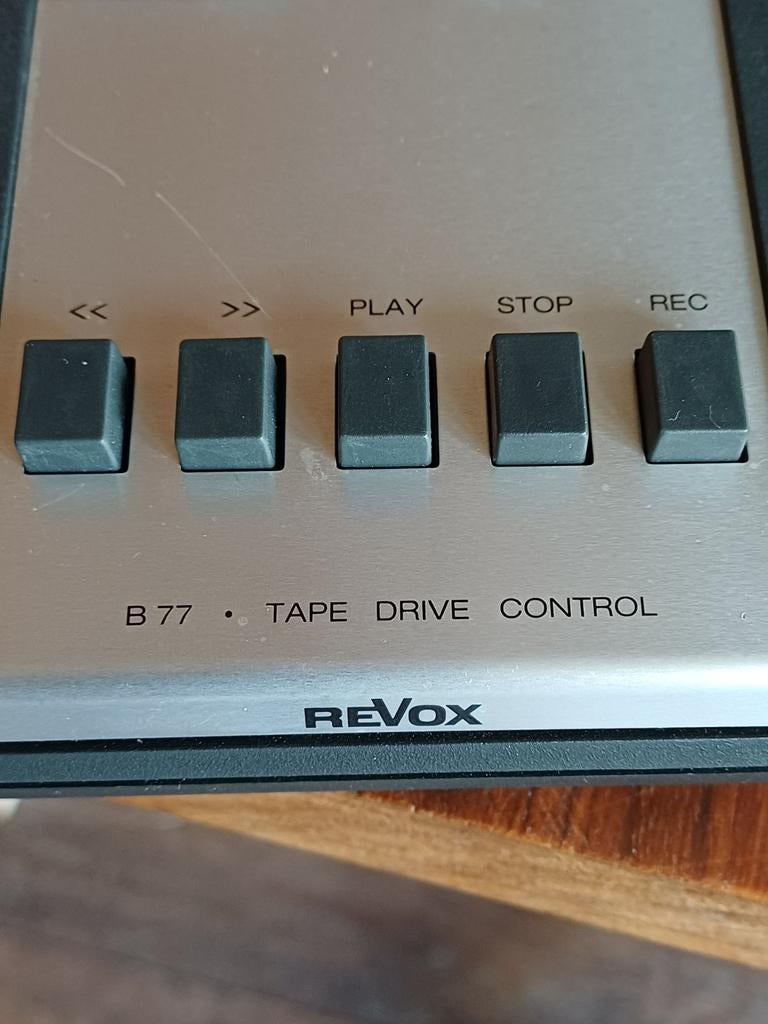 << >> PLAY STOP REC
B 77 • TAPE DRIVE CONTROL
REVOX